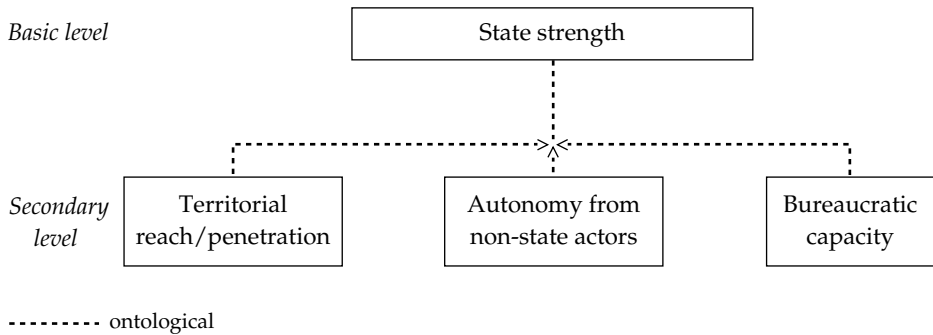 Basic level
State strength
Secondary
level
Territorial
reach/penetration
Autonomy from
non-state actors
Bureaucratic
capacity
ontological